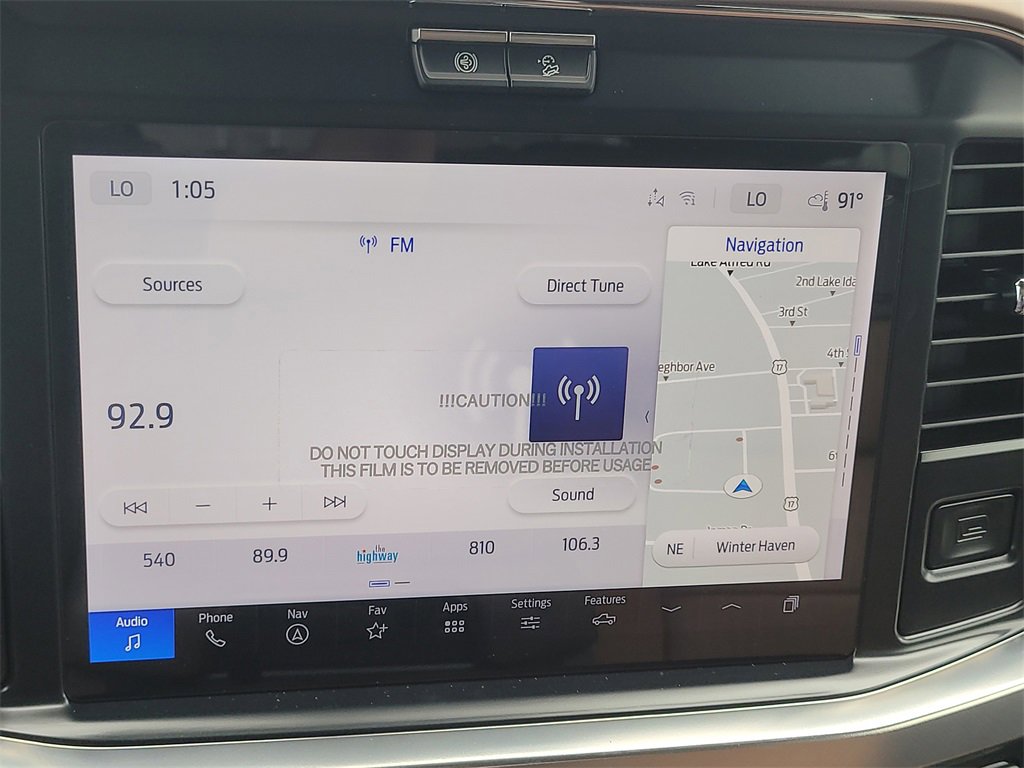 LO 1:05 LO 91°
FM
Navigation
Sources
Direct Tune
Lake Alfred Rd
2nd Lake Ida
3rd St
4th S
eghbor Ave
17
92.9
!!!CAUTION!!!
DO NOT TOUCH DISPLAY DURING INSTALLATION
THIS FILM IS TO BE REMOVED BEFORE USAGE
6t
Sound
17
NE Winter Haven
540 89.9 the highway 810 106.3
Audio Phone Nav Fav Apps Settings Features